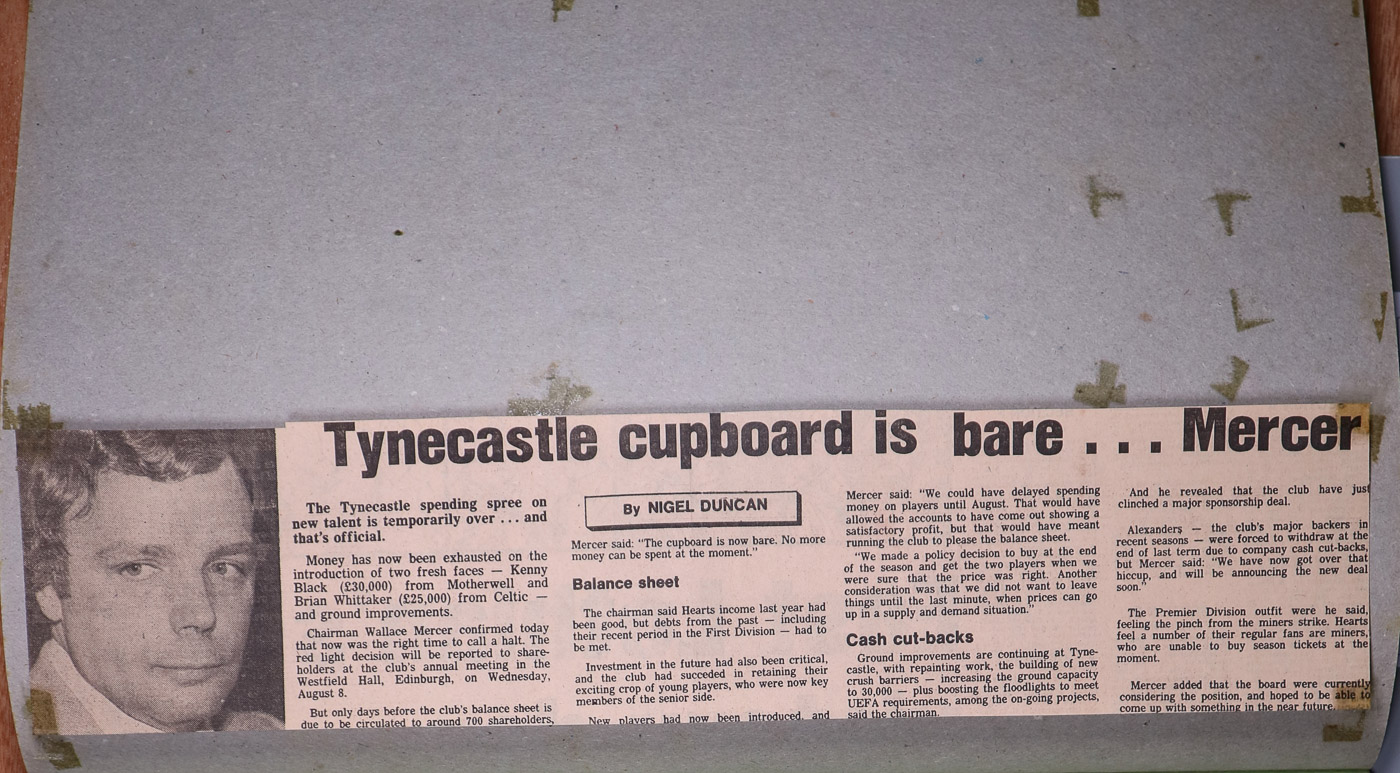 Tynecastle cupboard is bare . . . Mercer
The Tynecastle spending spree on
new talent is temporarily over . . . and
that's official.
Money has now been exhausted on the
introduction of two fresh faces — Kenny
Black (£30,000) from Motherwell and
Brian Whittaker (£25,000) from Celtic —
and ground improvements.
Chairman Wallace Mercer confirmed today
that now was the right time to call a halt. The
red light decision will be reported to share-
holders at the club's annual meeting in the
Westfield Hall, Edinburgh, on Wednesday,
August 8.
But only days before the club's balance sheet is
due to be circulated to around 700 shareholders,
By NIGEL DUNCAN
Mercer said: “The cupboard is now bare. No more
money can be spent at the moment.”
Balance sheet
The chairman said Hearts income last year had
been good, but debts from the past — including
their recent period in the First Division — had to
be met.
Investment in the future had also been critical,
and the club had succeded in retaining their
exciting crop of young players, who were now key
members of the senior side.
New players had now been introduced, and
Mercer said: “We could have delayed spending
money on players until August. That would have
allowed the accounts to have come out showing a
satisfactory profit, but that would have meant
running the club to please the balance sheet.
“We made a policy decision to buy at the end
of the season and get the two players when we
were sure that the price was right. Another
consideration was that we did not want to leave
things until the last minute, when prices can go
up in a supply and demand situation.”
Cash cut-backs
Ground improvements are continuing at Tyne-
castle, with repainting work, the building of new
crush barriers — increasing the ground capacity
to 30,000 — plus boosting the floodlights to meet
UEFA requirements, among the on-going projects,
said the chairman.
And he revealed that the club have just
clinched a major sponsorship deal.
Alexanders — the club's major backers in
recent seasons — were forced to withdraw at the
end of last term due to company cash cut-backs,
but Mercer said: “We have now got over that
hiccup, and will be announcing the new deal
soon.”
The Premier Division outfit were he said,
feeling the pinch from the miners strike. Hearts
feel a number of their regular fans are miners,
who are unable to buy season tickets at the
moment.
Mercer added that the board were currently
considering the position, and hoped to be able to
come up with something in the near future.